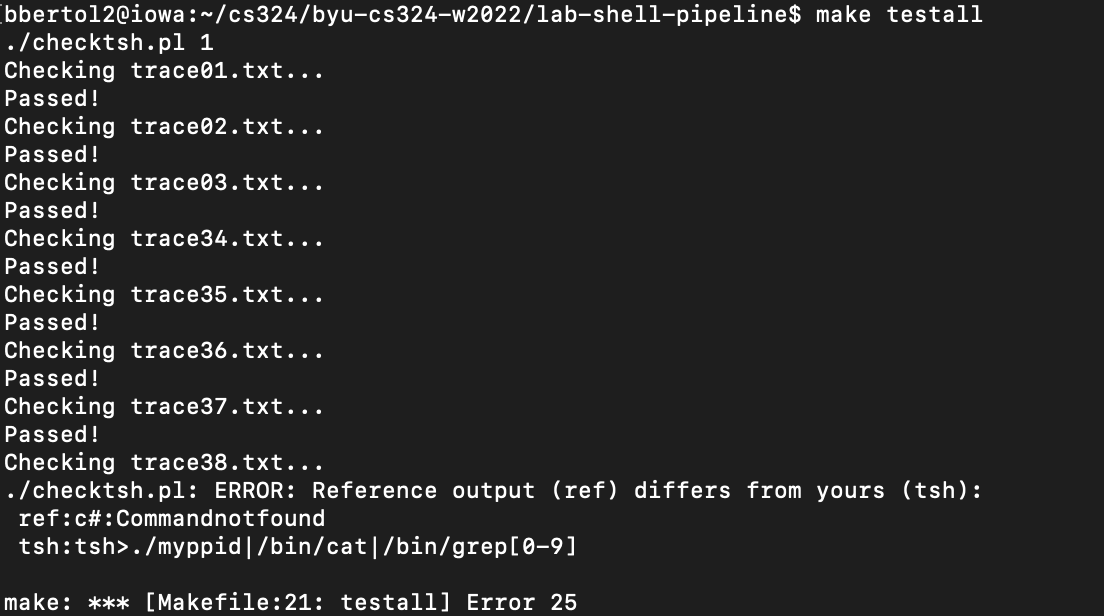 bbertol2@iowa:~/cs324/byu-cs324-w2022/lab-shell-pipeline$ make testall
./checktsh.pl 1
Checking trace01.txt...
Passed!
Checking trace02.txt...
Passed!
Checking trace03.txt...
Passed!
Checking trace34.txt...
Passed!
Checking trace35.txt...
Passed!
Checking trace36.txt...
Passed!
Checking trace37.txt...
Passed!
Checking trace38.txt...
./checktsh.pl: ERROR: Reference output (ref) differs from yours (tsh):
 ref:c#:Commandnotfound
 tsh:tsh>./myppid|/bin/cat|/bin/grep[0-9]
make: *** [Makefile:21: testall] Error 25